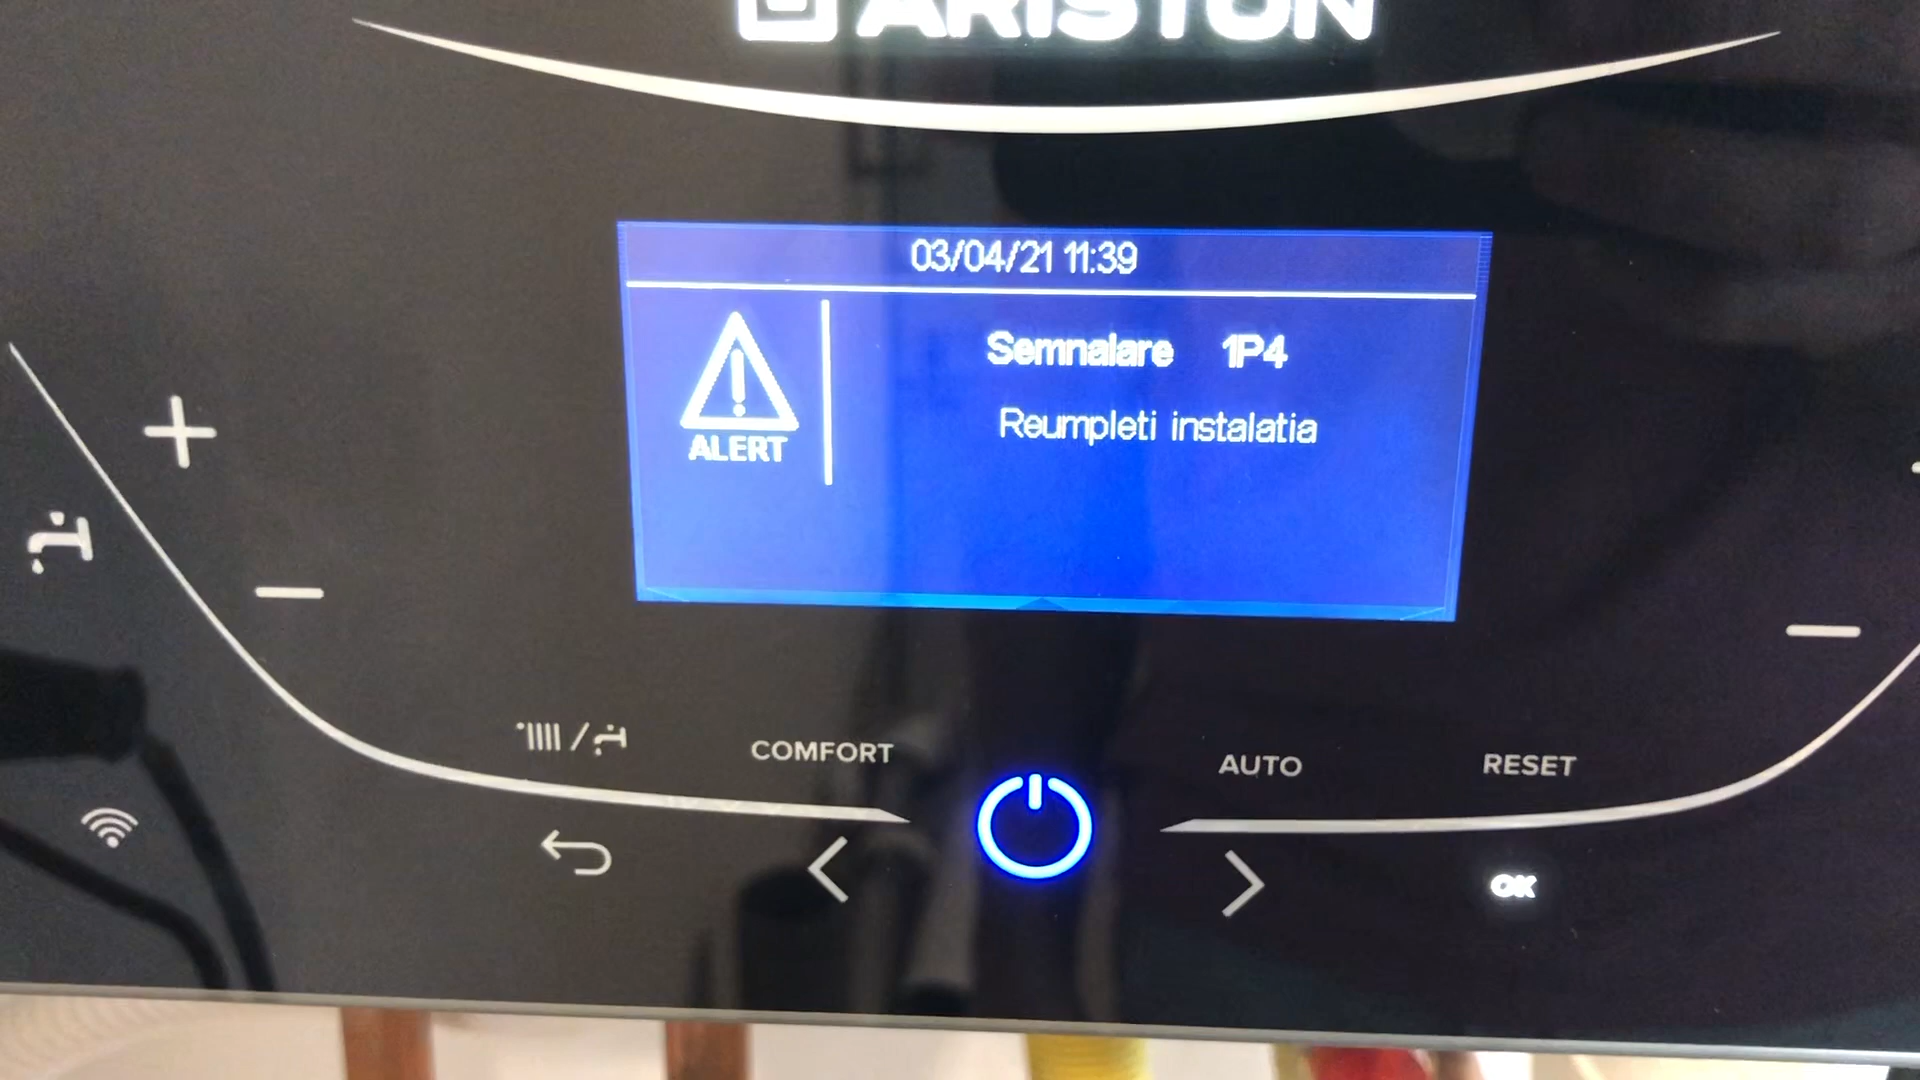 ARISTON
03/04/21 11:39
Semnalare 1P4
Reumpleti instalatia
ALERT
COMFORT
AUTO
RESET
OK